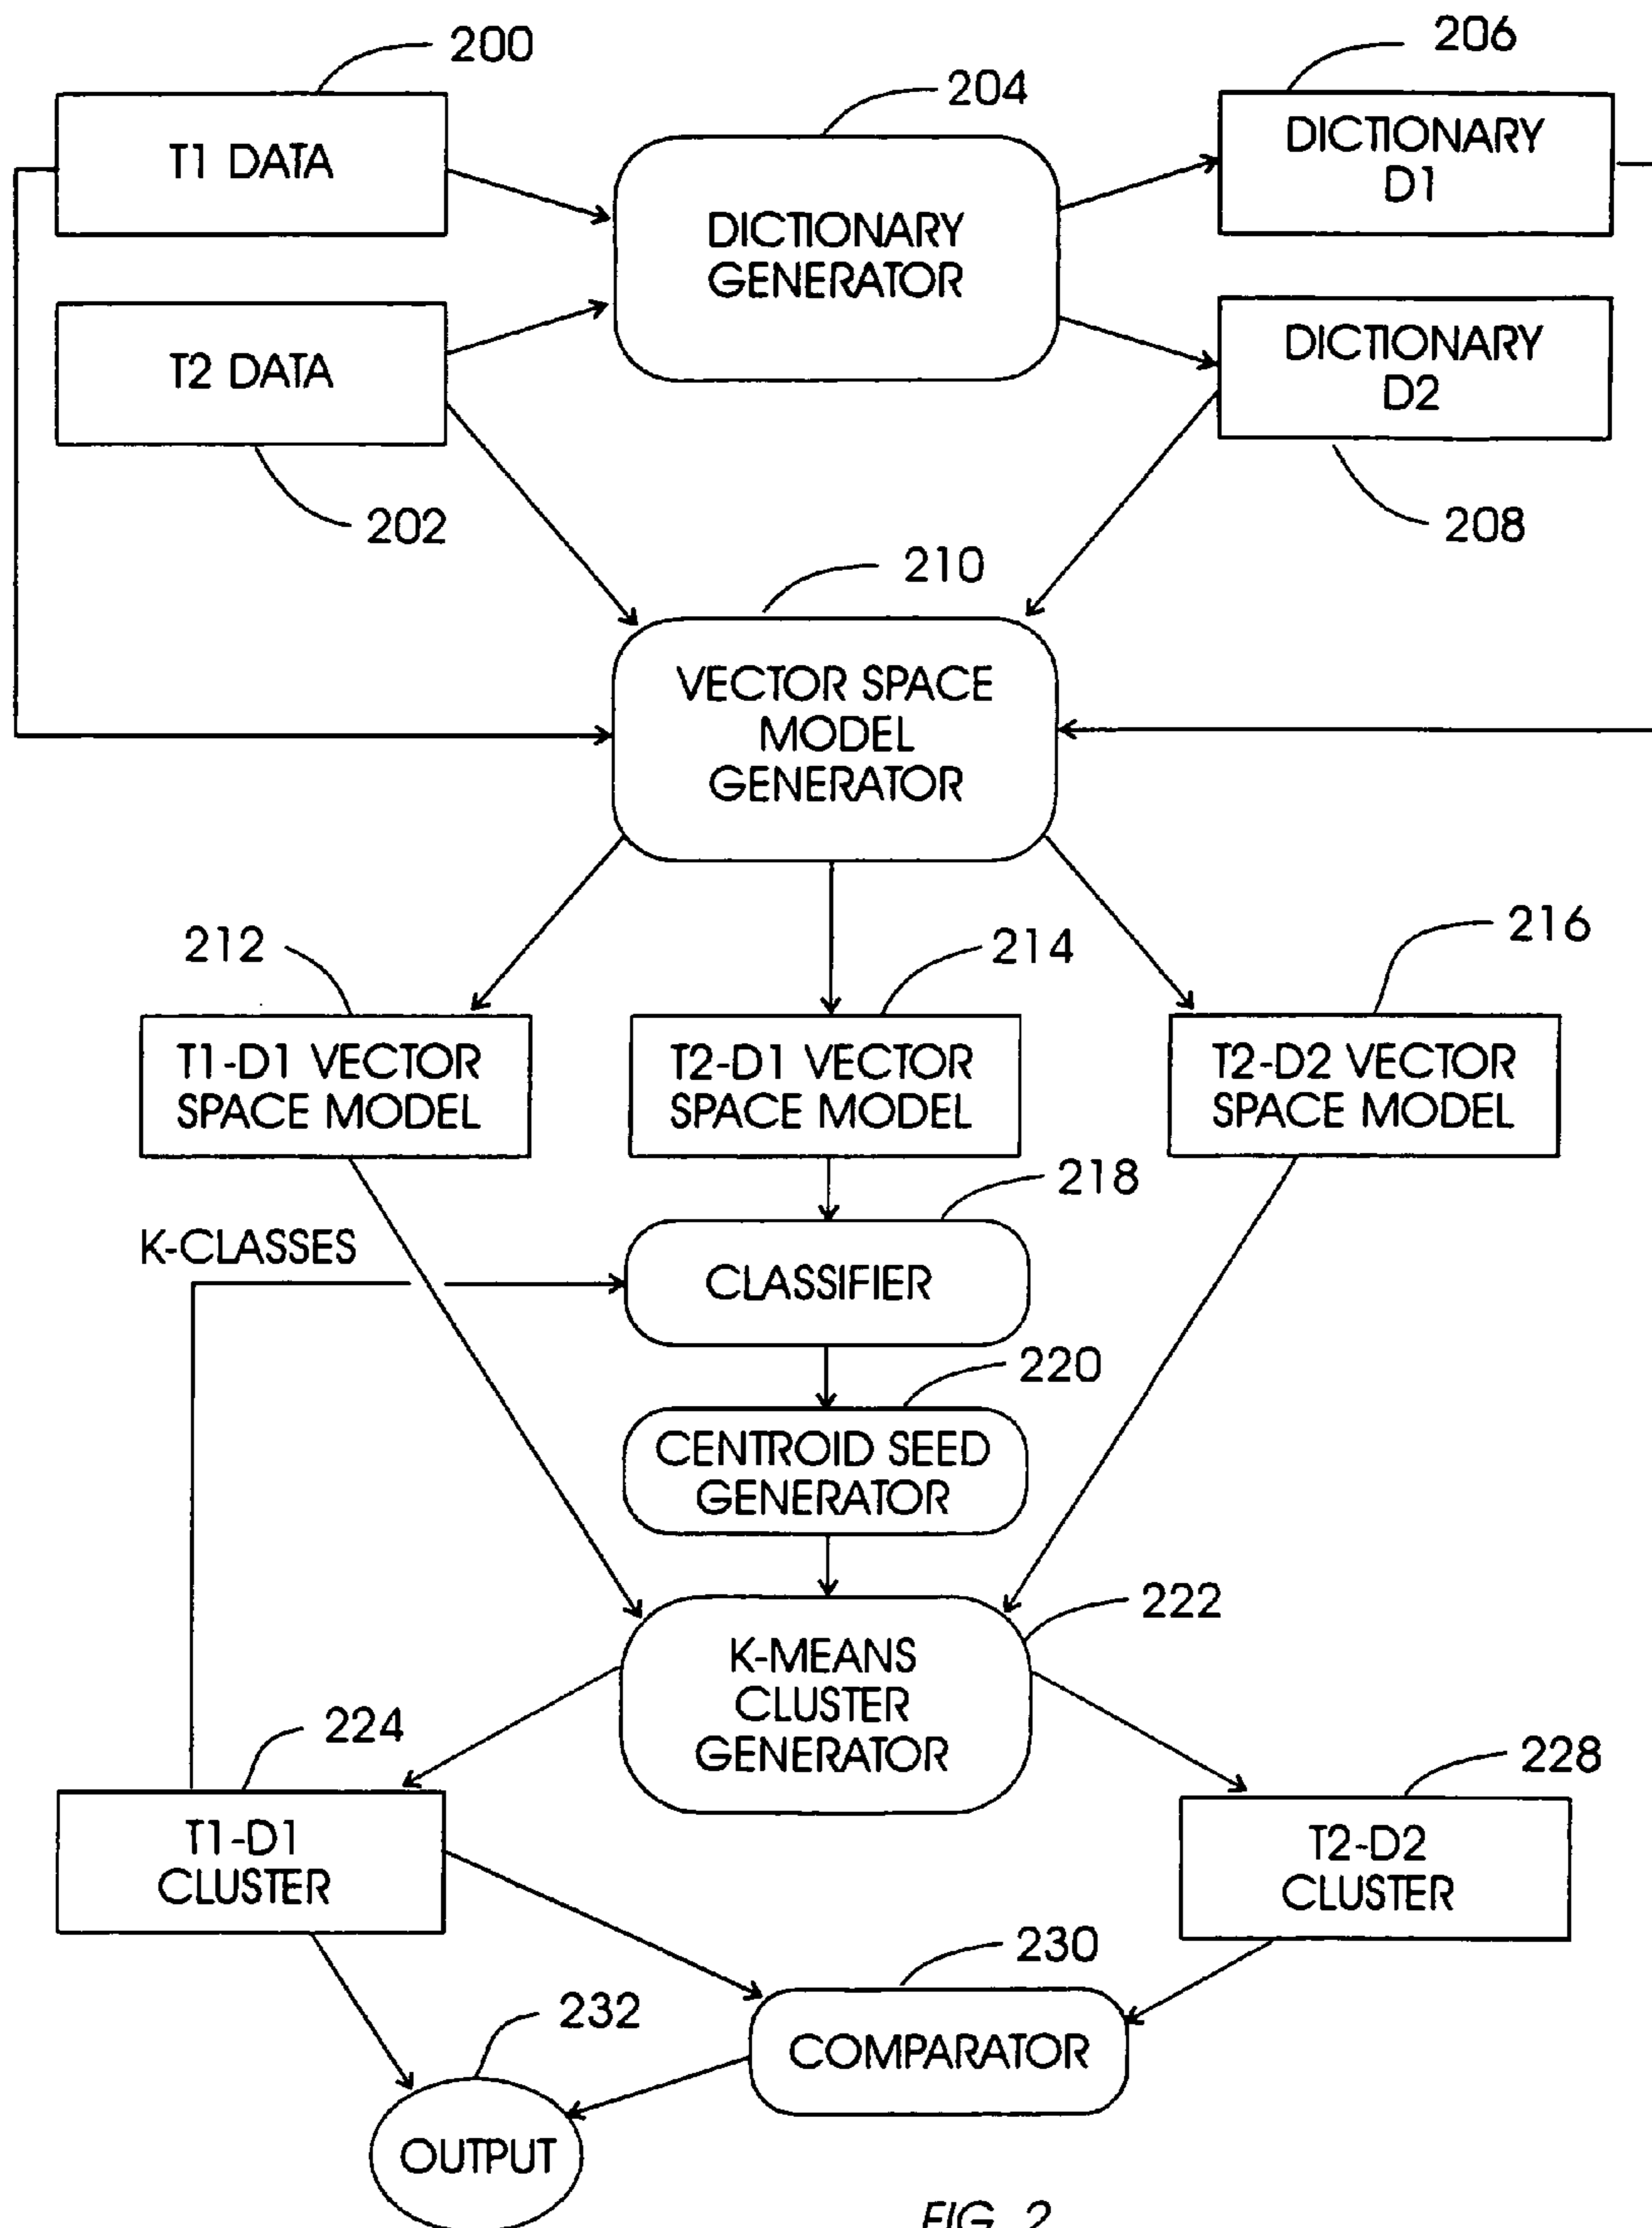 200
204
206
T1 DATA
DICTIONARY
GENERATOR
DICTIONARY
D1
T2 DATA
DICTIONARY
D2
202
208
210
VECTOR SPACE
MODEL
GENERATOR
212
214
216
T1-D1 VECTOR
SPACE MODEL
T2-D1 VECTOR
SPACE MODEL
T2-D2 VECTOR
SPACE MODEL
218
K-CLASSES
CLASSIFIER
220
CENTROID SEED
GENERATOR
222
K-MEANS
CLUSTER
GENERATOR
224
228
T1-D1
CLUSTER
T2-D2
CLUSTER
230
232
COMPARATOR
OUTPUT
FIG. 2